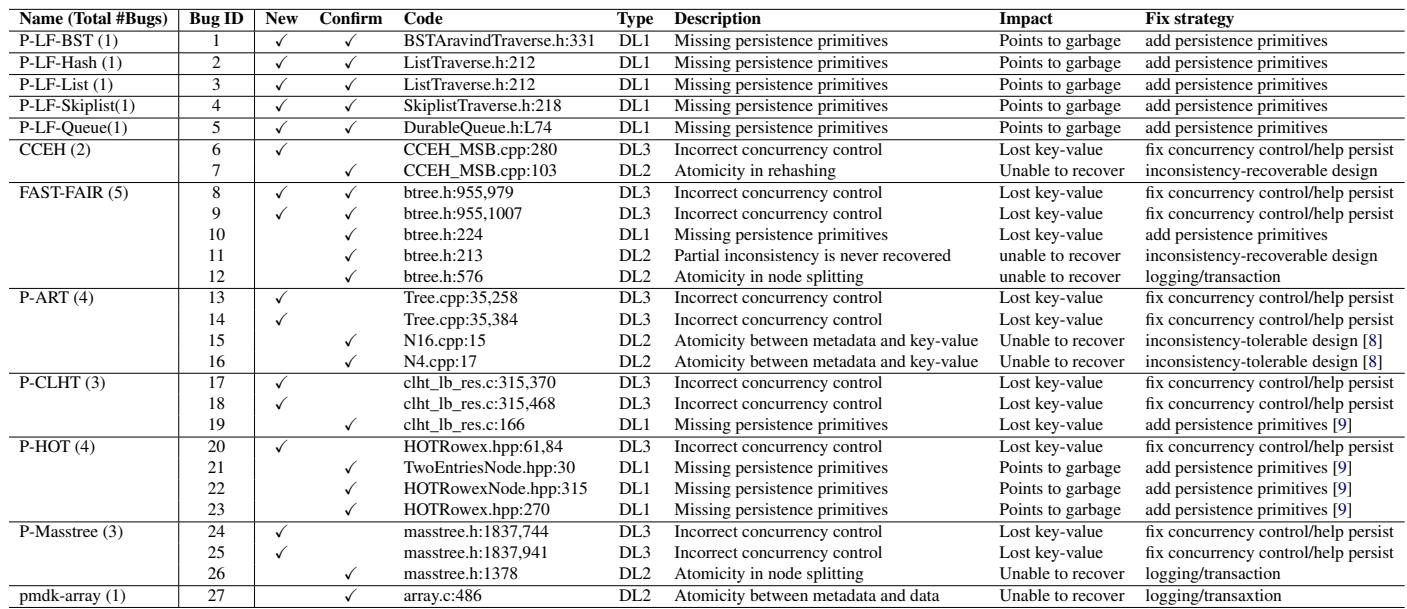 Name (Total #Bugs) Bug ID New Confirm Code Type Description Impact Fix strategy
P-LF-BST (1) 1 ✓ ✓ BSTAravindTraverse.h:331 DL1 Missing persistence primitives Points to garbage add persistence primitives
P-LF-Hash (1) 2 ✓ ✓ ListTraverse.h:212 DL1 Missing persistence primitives Points to garbage add persistence primitives
P-LF-List (1) 3 ✓ ✓ ListTraverse.h:212 DL1 Missing persistence primitives Points to garbage add persistence primitives
P-LF-Skiplist(1) 4 ✓ ✓ SkiplistTraverse.h:218 DL1 Missing persistence primitives Points to garbage add persistence primitives
P-LF-Queue(1) 5 ✓ ✓ DurableQueue.h:L74 DL1 Missing persistence primitives Points to garbage add persistence primitives
CCEH (2) 6 ✓ CCEH_MSB.cpp:280 DL3 Incorrect concurrency control Lost key-value fix concurrency control/help persist
7 ✓ CCEH_MSB.cpp:103 DL2 Atomicity in rehashing Unable to recover inconsistency-recoverable design
FAST-FAIR (5) 8 ✓ ✓ btree.h:955,979 DL3 Incorrect concurrency control Lost key-value fix concurrency control/help persist
9 ✓ ✓ btree.h:955,1007 DL3 Incorrect concurrency control Lost key-value fix concurrency control/help persist
10 ✓ btree.h:224 DL1 Missing persistence primitives Lost key-value add persistence primitives
11 ✓ btree.h:213 DL2 Partial inconsistency is never recovered unable to recover inconsistency-recoverable design
12 ✓ btree.h:576 DL2 Atomicity in node splitting unable to recover logging/transaction
P-ART (4) 13 ✓ Tree.cpp:35,258 DL3 Incorrect concurrency control Lost key-value fix concurrency control/help persist
14 ✓ Tree.cpp:35,384 DL3 Incorrect concurrency control Lost key-value fix concurrency control/help persist
15 ✓ N16.cpp:15 DL2 Atomicity between metadata and key-value Unable to recover inconsistency-tolerable design [8]
16 ✓ N4.cpp:17 DL2 Atomicity between metadata and key-value Unable to recover inconsistency-tolerable design [8]
P-CLHT (3) 17 ✓ clht_lb_res.c:315,370 DL3 Incorrect concurrency control Lost key-value fix concurrency control/help persist
18 ✓ clht_lb_res.c:315,468 DL3 Incorrect concurrency control Lost key-value fix concurrency control/help persist
19 ✓ clht_lb_res.c:166 DL1 Missing persistence primitives Lost key-value add persistence primitives [9]
P-HOT (4) 20 ✓ HOTRowex.hpp:61,84 DL3 Incorrect concurrency control Lost key-value fix concurrency control/help persist
21 ✓ TwoEntriesNode.hpp:30 DL1 Missing persistence primitives Points to garbage add persistence primitives [9]
22 ✓ HOTRowexNode.hpp:315 DL1 Missing persistence primitives Points to garbage add persistence primitives [9]
23 ✓ HOTRowex.hpp:270 DL1 Missing persistence primitives Points to garbage add persistence primitives [9]
P-Masstree (3) 24 ✓ masstree.h:1837,744 DL3 Incorrect concurrency control Lost key-value fix concurrency control/help persist
25 ✓ masstree.h:1837,941 DL3 Incorrect concurrency control Lost key-value fix concurrency control/help persist
26 ✓ masstree.h:1378 DL2 Atomicity in node splitting Unable to recover logging/transaction
pmdk-array (1) 27 ✓ array.c:486 DL2 Atomicity between metadata and data Unable to recover logging/transaxtion